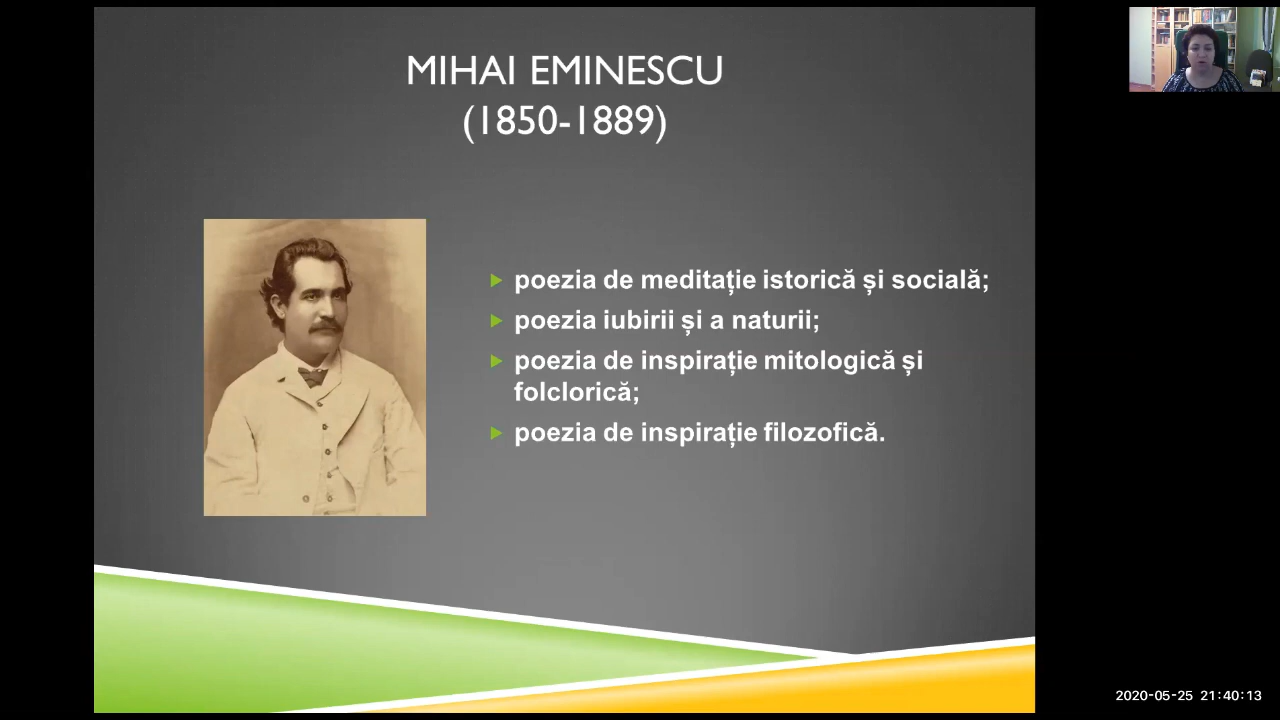 MIHAI EMINESCU
(1850-1889)
poezia de meditație istorică și socială;
poezia iubirii și a naturii;
poezia de inspirație mitologică și
folclorică;
poezia de inspirație filozofică.
2020-05-25 21:40:13